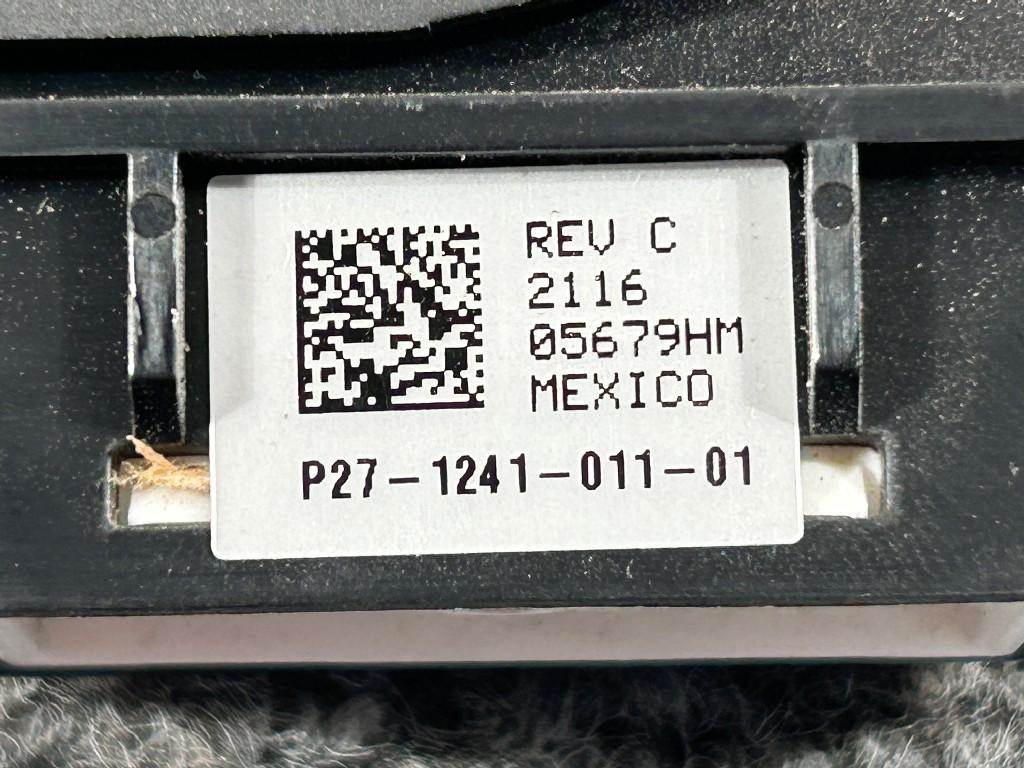 REV C
2116
05679HM
MEXICO
P27-1241-011-01